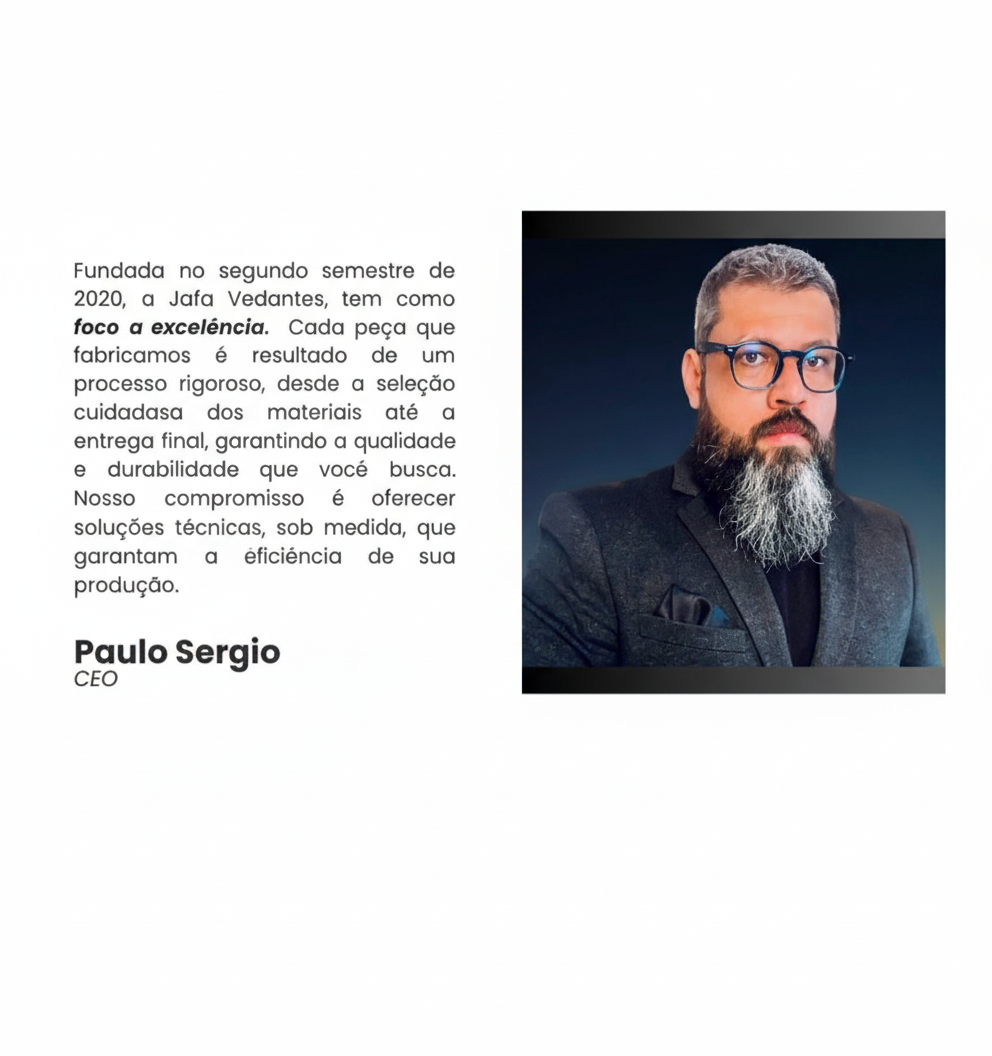 Fundada no segundo semestre de
2020, a Jafa Vedantes, tem como
foco a excelência. Cada peça que
fabricamos é resultado de um
processo rigoroso, desde a seleção
cuidadasa dos materiais até a
entrega final, garantindo a qualidade
e durabilidade que você busca.
Nosso compromisso é oferecer
soluções técnicas, sob medida, que
garantam a eficiência de sua
produção.
Paulo Sergio
CEO